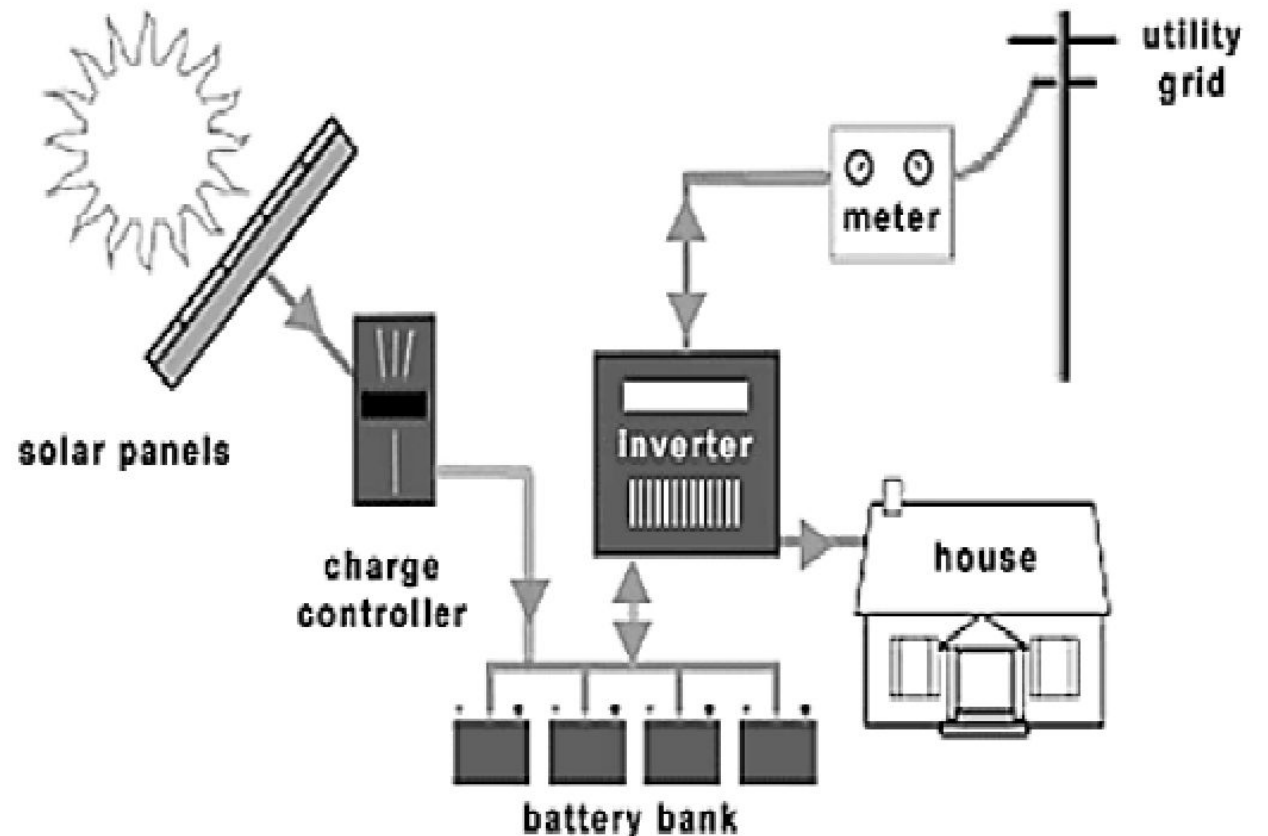 utility
grid
meter
solar panels
inverter
charge
controller
house
battery bank